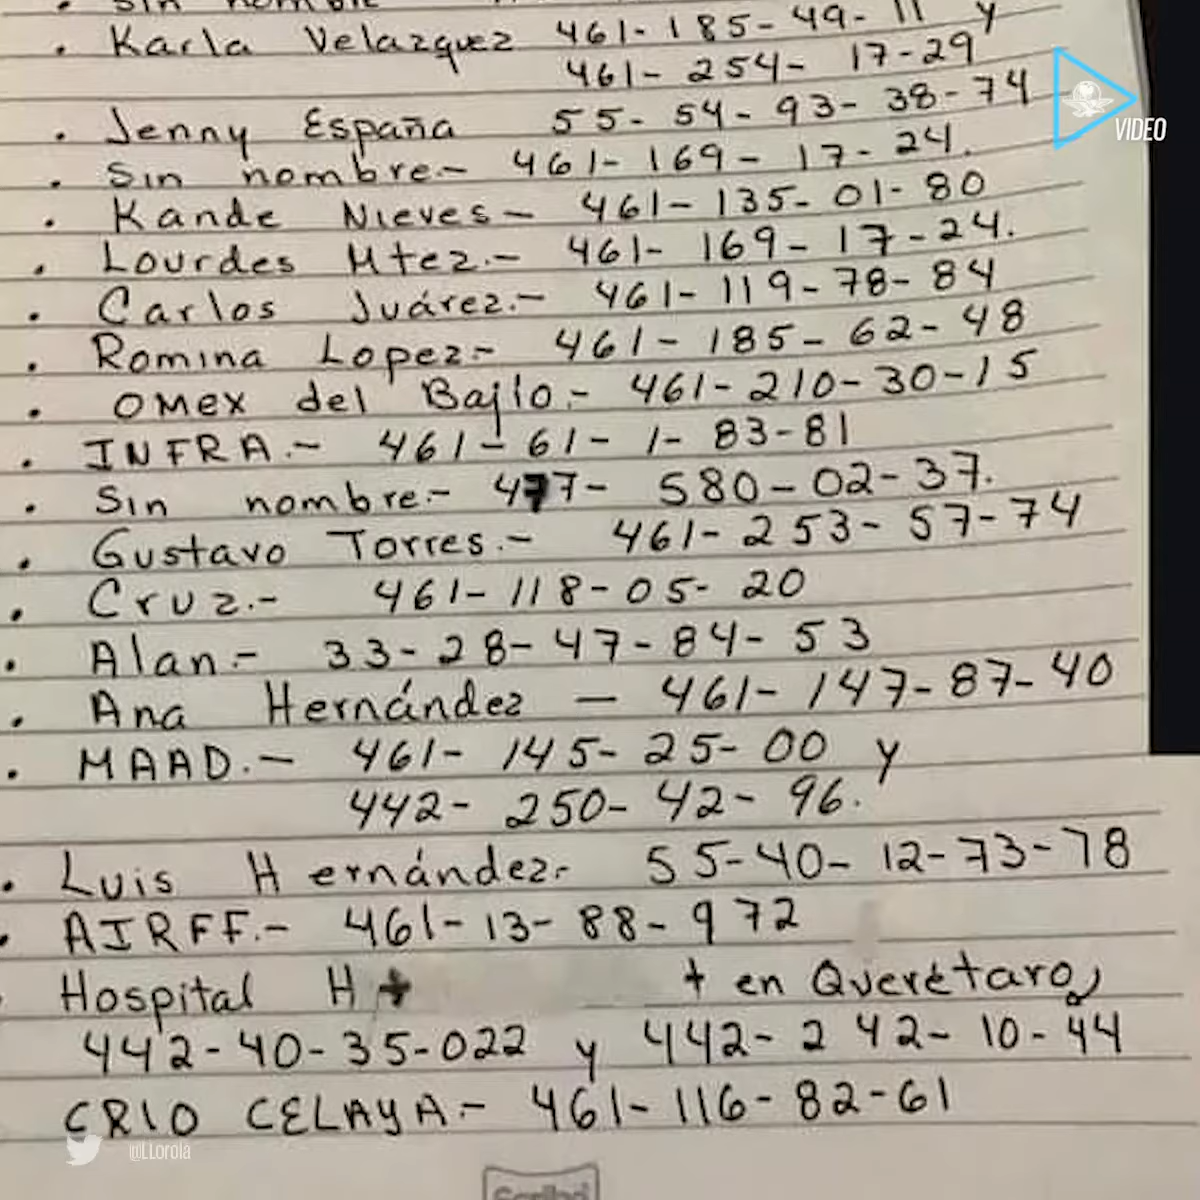 Sin nombre
• Karla Velazquez 461-185-49-11 y
461-254-17-29
• Jenny España 55-54-93-38-74
• Sin nombre.- 461-169-17-24.
• Kande Nieves- 461-135-01-80
• Lourdes Mtez.- 461-169-17-24.
• Carlos Juárez.- 461-119-78-84
• Romina Lopez.- 461-185-62-48
• OMEX del Bajío.- 461-210-30-15
• INFRA.- 461-61-1-83-81
• Sin nombre.- 477-580-02-37.
• Gustavo Torres.- 461-253-57-74
• Cruz.- 461-118-05-20
• Alan.- 33-28-47-84-53
• Ana Hernández - 461-147-87-40
• MAAD.- 461-145-25-00 y
442-250-42-96.
• Luis Hernández.- 55-40-12-73-78
• AIRFF.- 461-13-88-972
• Hospital H+ + en Querétaro
442-40-35-022 y 442-242-10-44
CRIO CELAYA.- 461-116-82-61
VIDEO
@LLorola
Scribe